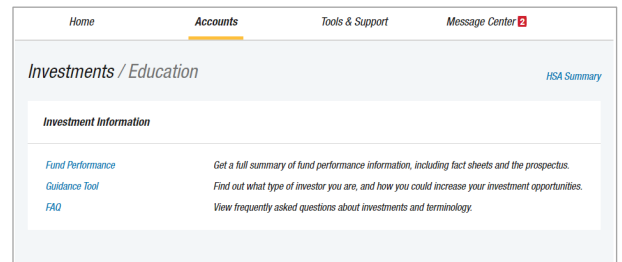 Home Accounts Tools & Support Message Center 2
Investments / Education
HSA Summary
Investment Information
Fund Performance Get a full summary of fund performance information, including fact sheets and the prospectus.
Guidance Tool Find out what type of investor you are, and how you could increase your investment opportunities.
FAQ View frequently asked questions about investments and terminology.